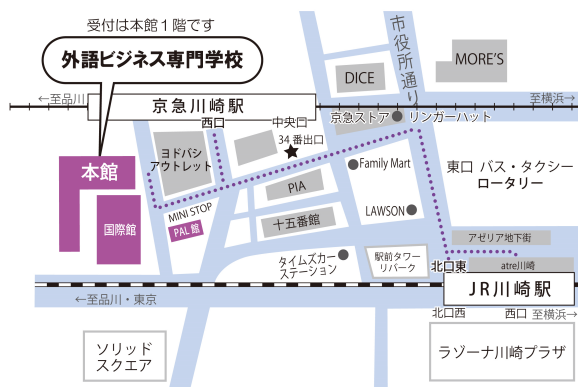 受付は本館1階です
外語ビジネス専門学校
市役所通り
DICE
MORE'S
←至品川
京急川崎駅
至横浜→
西口
中央口
34番出口
京急ストア
リンガーハット
ヨドバシ
アウトレット
本館
Family Mart
東口 バス・タクシー
ロータリー
PIA
MINI STOP
LAWSON
国際館
PAL館
十五番館
アゼリア地下街
タイムズカー
ステーション
駅前タワー
リパーク
北口東
atre川崎
←至品川・東京
JR川崎駅
北口西
西口
至横浜→
ソリッド
スクエア
ラゾーナ川崎プラザ